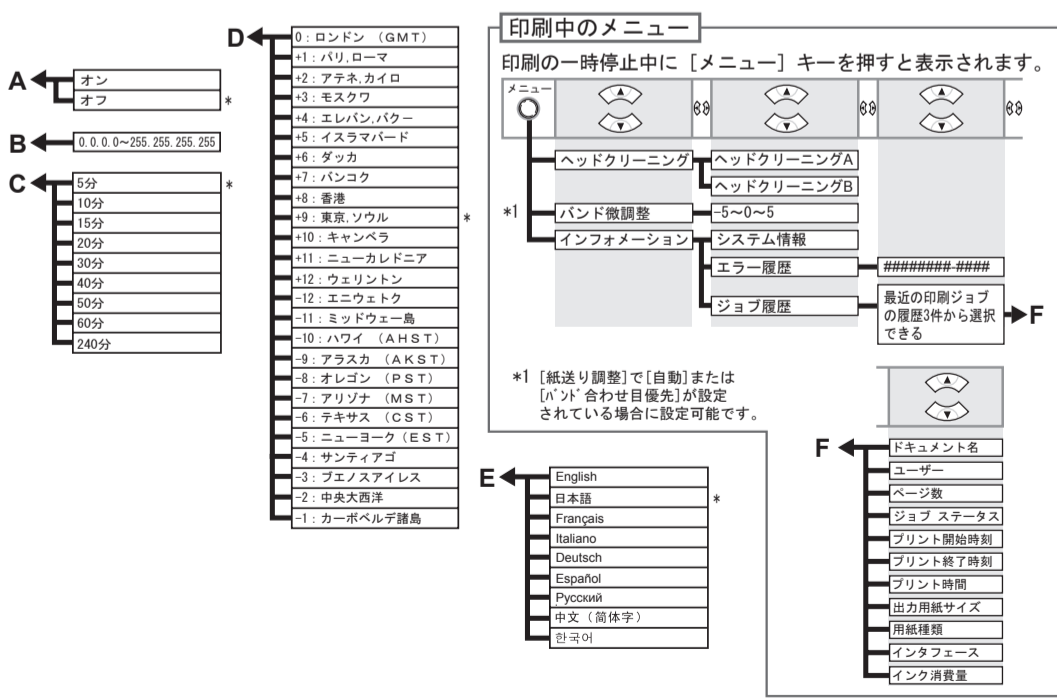 A
オン
オフ
*
B
0.0.0.0～255.255.255.255
C
5分
*
10分
15分
20分
30分
40分
50分
60分
240分
D
0：ロンドン （GMT）
+1：パリ,ローマ
+2：アテネ,カイロ
+3：モスクワ
+4：エレバン,バクー
+5：イスラマバード
+6：ダッカ
+7：バンコク
+8：香港
+9：東京,ソウル
*
+10：キャンベラ
+11：ニューカレドニア
+12：ウェリントン
-12：エニウェトク
-11：ミッドウェー島
-10：ハワイ （AHST）
-9：アラスカ （AKST）
-8：オレゴン （PST）
-7：アリゾナ （MST）
-6：テキサス （CST）
-5：ニューヨーク（EST）
-4：サンティアゴ
-3：ブエノスアイレス
-2：中央大西洋
-1：カーボベルデ諸島
印刷中のメニュー
印刷の一時停止中に［メニュー］キーを押すと表示されます。
メニュー
ヘッドクリーニング
ヘッドクリーニングA
ヘッドクリーニングB
*1
バンド微調整
-5～0～5
インフォメーション
システム情報
エラー履歴
########-####
ジョブ履歴
最近の印刷ジョブ
の履歴3件から選択
できる
F
*1 [紙送り調整]で[自動]または
[ﾊﾞﾝﾄﾞ合わせ目優先]が設定
されている場合に設定可能です。
E
English
日本語
*
Français
Italiano
Deutsch
Español
Русский
中文（简体字）
한국어
F
ドキュメント名
ユーザー
ページ数
ジョブ ステータス
プリント開始時刻
プリント終了時刻
プリント時間
出力用紙サイズ
用紙種類
インタフェース
インク消費量